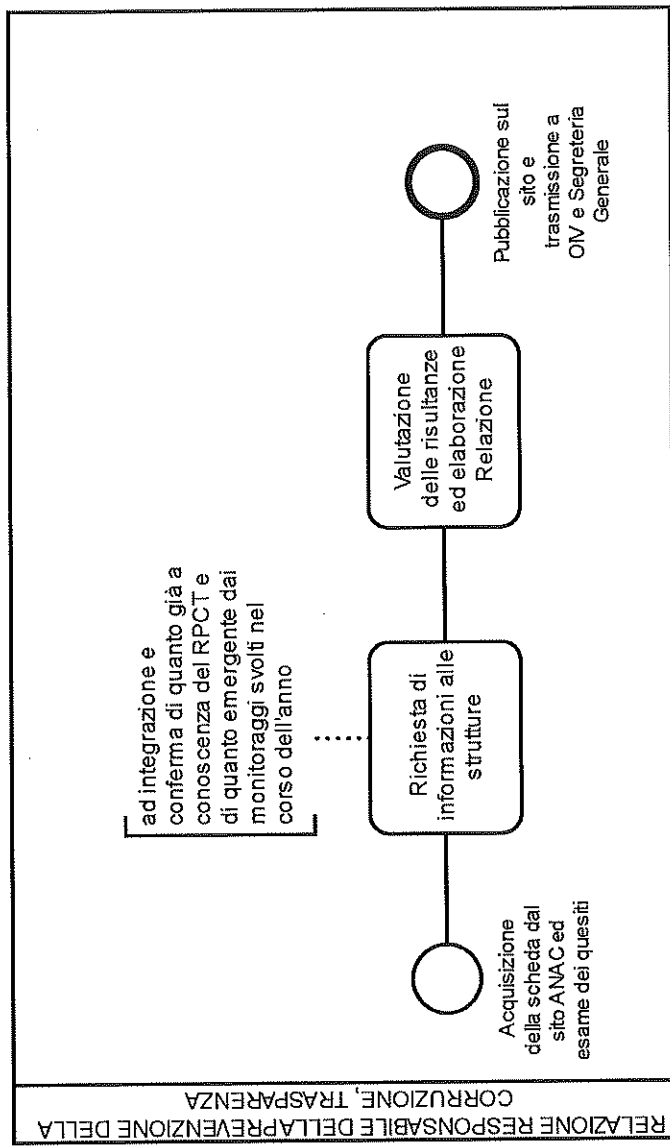 RELAZIONE RESPONSABILE DELLAPREVENZIONE DELLA
CORRUZIONE, TRASPARENZA
Acquisizione
della scheda dal
sito ANAC ed
esame dei quesiti
ad integrazione e
conferma di quanto già a
conoscenza del RPCT e
di quanto emergente dai
monitoraggi svolti nel
corso dell'anno
Richiesta di
informazioni alle
strutture
Valutazione
delle risultanze
ed elaborazione
Relazione
Pubblicazione sul
sito e
trasmissione a
OIV e Segreteria
Generale